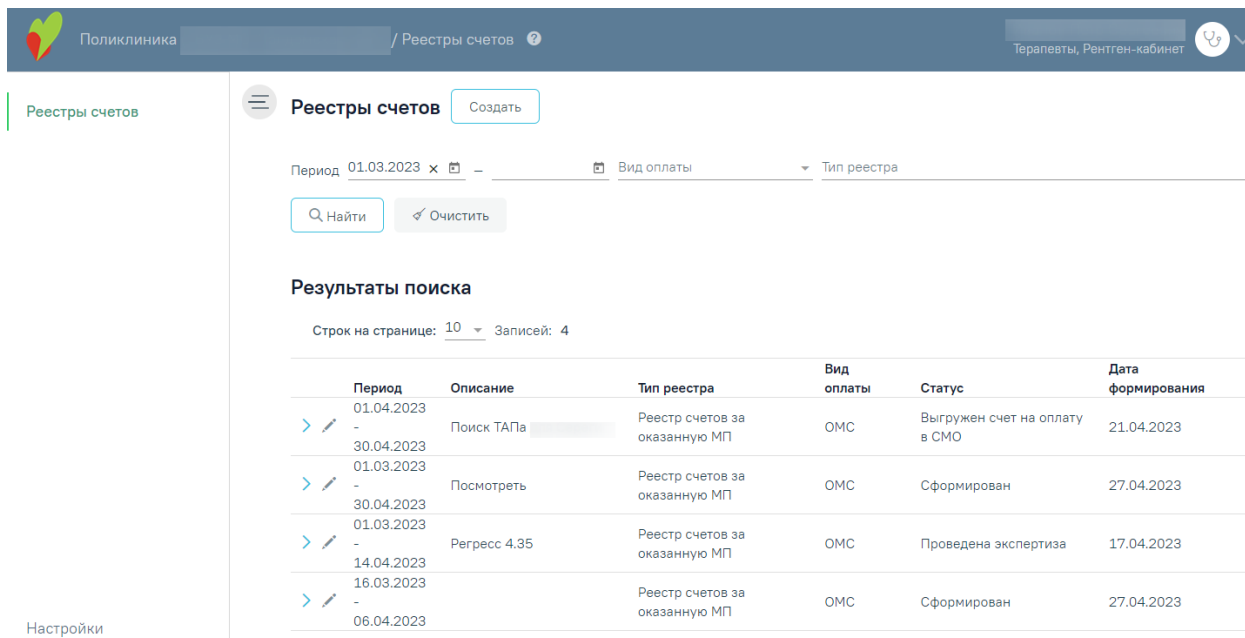 Поликлиника / Реестры счетов ?
Терапевты, Рентген-кабинет
Реестры счетов
Реестры счетов Создать
Период 01.03.2023 × – Вид оплаты Тип реестра
Найти Очистить
Результаты поиска
Строк на странице: 10 Записей: 4
Вид Дата
Период Описание Тип реестра оплаты Статус формирования
01.04.2023
- Поиск ТАПа Реестр счетов за оказанную МП ОМС Выгружен счет на оплату в СМО 21.04.2023
30.04.2023
01.03.2023
- Посмотреть Реестр счетов за оказанную МП ОМС Сформирован 27.04.2023
30.04.2023
01.03.2023
- Регресс 4.35 Реестр счетов за оказанную МП ОМС Проведена экспертиза 17.04.2023
14.04.2023
16.03.2023
- Реестр счетов за оказанную МП ОМС Сформирован 27.04.2023
06.04.2023
Настройки